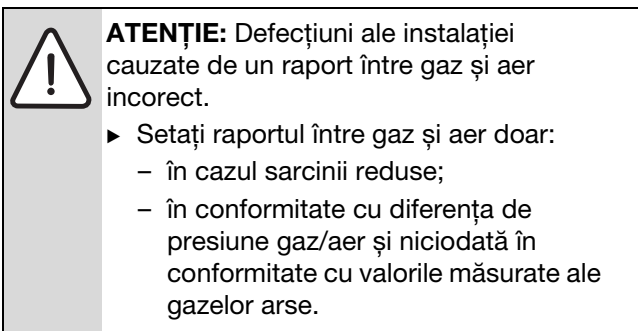 ATENȚIE: Defecțiuni ale instalației
cauzate de un raport între gaz și aer
incorect.
▶ Setați raportul între gaz și aer doar:
– în cazul sarcinii reduse;
– în conformitate cu diferența de
presiune gaz/aer și niciodată în
conformitate cu valorile măsurate ale
gazelor arse.